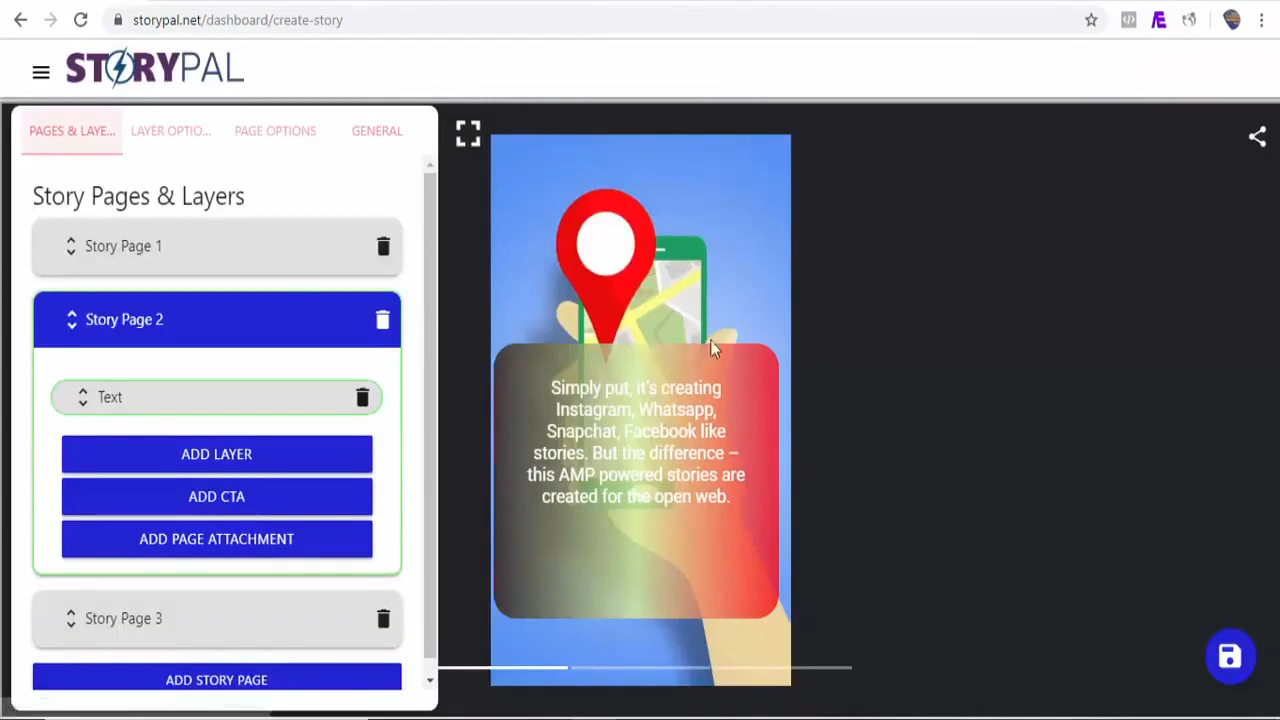 storypal.net/dashboard/create-story
STORYPAL
PAGES & LAYE...
LAYER OPTIO...
PAGE OPTIONS
GENERAL
Story Pages & Layers
Story Page 1
Story Page 2
Text
ADD LAYER
ADD CTA
ADD PAGE ATTACHMENT
Story Page 3
ADD STORY PAGE
Simply put, it's creating
Instagram, Whatsapp,
Snapchat, Facebook like
stories. But the difference –
this AMP powered stories are
created for the open web.